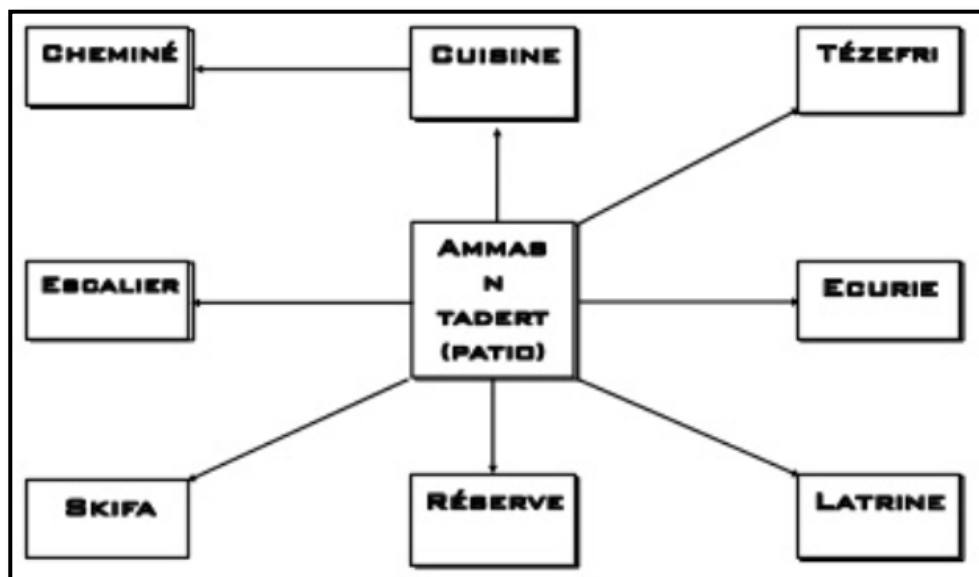 CHEMINÉ
CUISINE
TÉZEFRI
AMMAS
N
TADERT
(PATIO)
ESCALIER
ECURIE
SKIFA
RÉSERVE
LATRINE